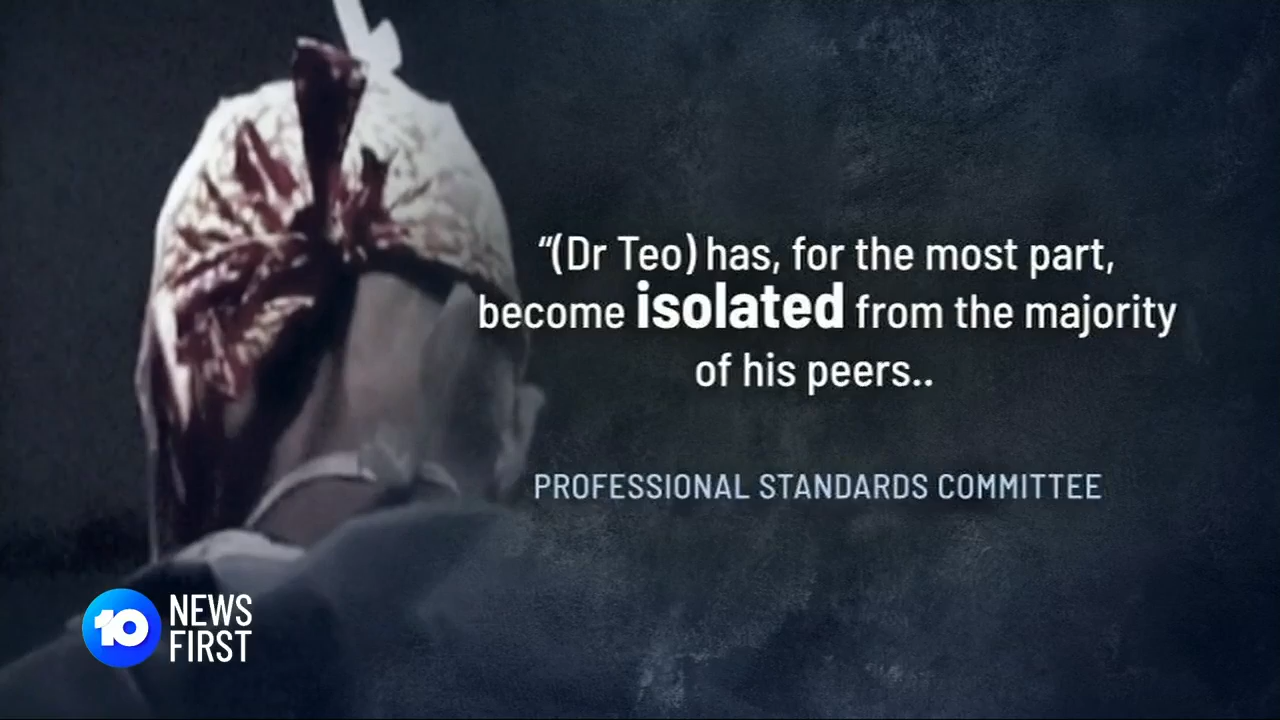 “(Dr Teo) has, for the most part,
become isolated from the majority
of his peers..
PROFESSIONAL STANDARDS COMMITTEE
10 NEWS
FIRST